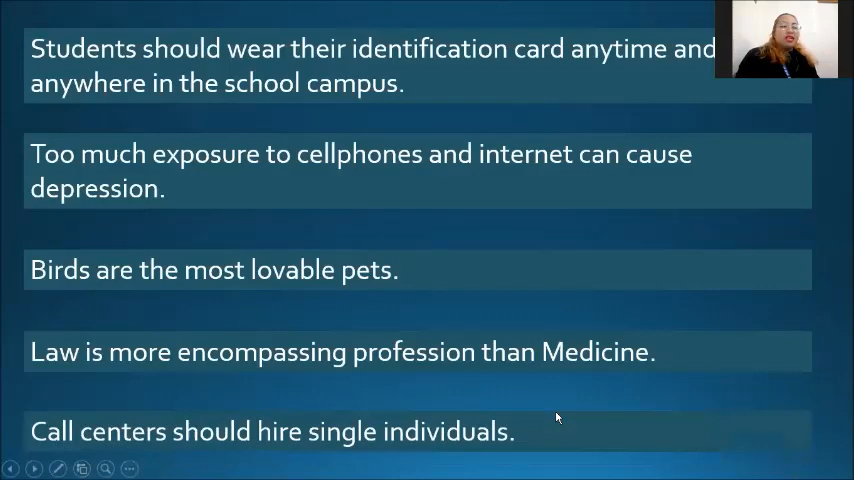 Students should wear their identification card anytime and
anywhere in the school campus.
Too much exposure to cellphones and internet can cause
depression.
Birds are the most lovable pets.
Law is more encompassing profession than Medicine.
Call centers should hire single individuals.